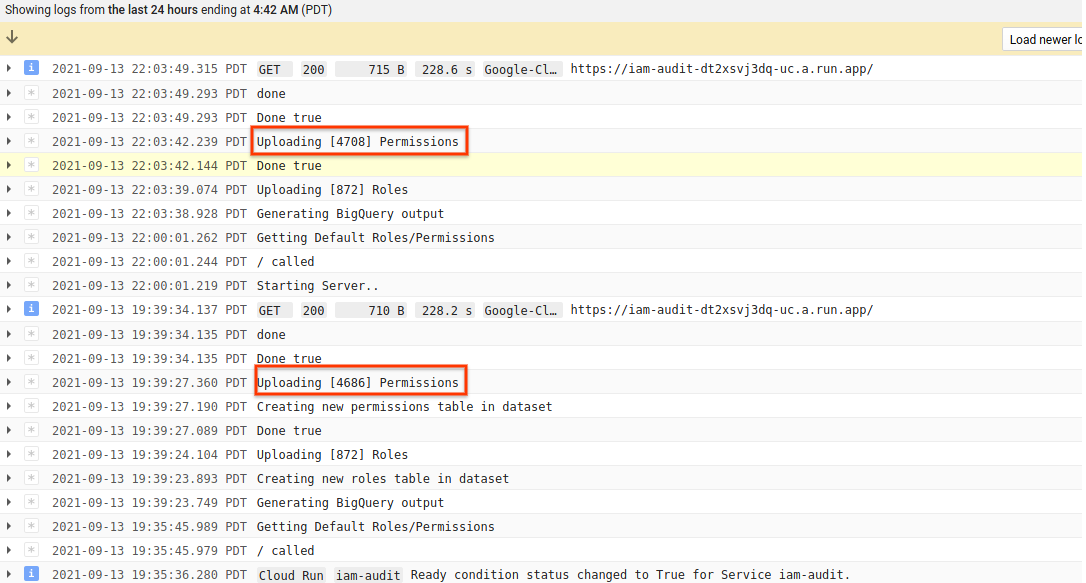 Showing logs from the last 24 hours ending at 4:42 AM (PDT)
Load newer lo
i 2021-09-13 22:03:49.315 PDT GET 200 715 B 228.6 s Google-Cl… https://iam-audit-dt2xsvj3dq-uc.a.run.app/
* 2021-09-13 22:03:49.293 PDT done
* 2021-09-13 22:03:49.293 PDT Done true
* 2021-09-13 22:03:42.239 PDT Uploading [4708] Permissions
* 2021-09-13 22:03:42.144 PDT Done true
* 2021-09-13 22:03:39.074 PDT Uploading [872] Roles
* 2021-09-13 22:03:38.928 PDT Generating BigQuery output
* 2021-09-13 22:00:01.262 PDT Getting Default Roles/Permissions
* 2021-09-13 22:00:01.244 PDT / called
* 2021-09-13 22:00:01.219 PDT Starting Server..
i 2021-09-13 19:39:34.137 PDT GET 200 710 B 228.2 s Google-Cl… https://iam-audit-dt2xsvj3dq-uc.a.run.app/
* 2021-09-13 19:39:34.135 PDT done
* 2021-09-13 19:39:34.135 PDT Done true
* 2021-09-13 19:39:27.360 PDT Uploading [4686] Permissions
* 2021-09-13 19:39:27.190 PDT Creating new permissions table in dataset
* 2021-09-13 19:39:27.089 PDT Done true
* 2021-09-13 19:39:24.104 PDT Uploading [872] Roles
* 2021-09-13 19:39:23.893 PDT Creating new roles table in dataset
* 2021-09-13 19:39:23.749 PDT Generating BigQuery output
* 2021-09-13 19:35:45.989 PDT Getting Default Roles/Permissions
* 2021-09-13 19:35:45.979 PDT / called
i 2021-09-13 19:35:36.280 PDT Cloud Run iam-audit Ready condition status changed to True for Service iam-audit.